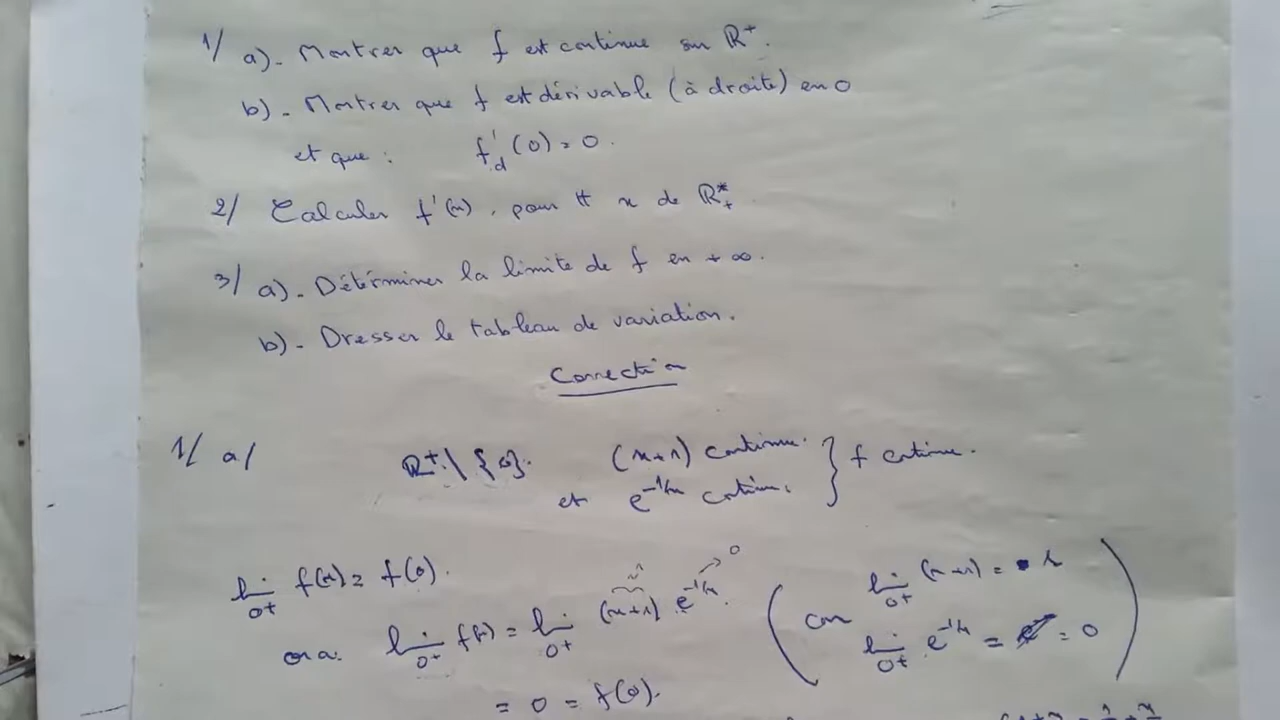 1/ a)- Montrer que f est continue sur ℝ⁺.
b)- Montrer que f est dérivable (à droite) en 0
et que : f'd(0) = 0.
2/ Calculer f'(x), pour tt x de ℝ*₊
3/ a)- Détérminer la limite de f en +∞.
b)- Dresser le tableau de variation.
Correction
1/ a/ ℝ⁺\{0}. (x+1) continue. } f continue.
et e^(-1/x) continue.
lim 0⁺ f(x) = f(0).
on a: lim 0⁺ f(x) = lim 0⁺ (x+1) e^(-1/x) → 0 (car lim 0⁺ (x+1) = 1
lim 0⁺ e^(-1/x) = 0)
= 0 = f(0).